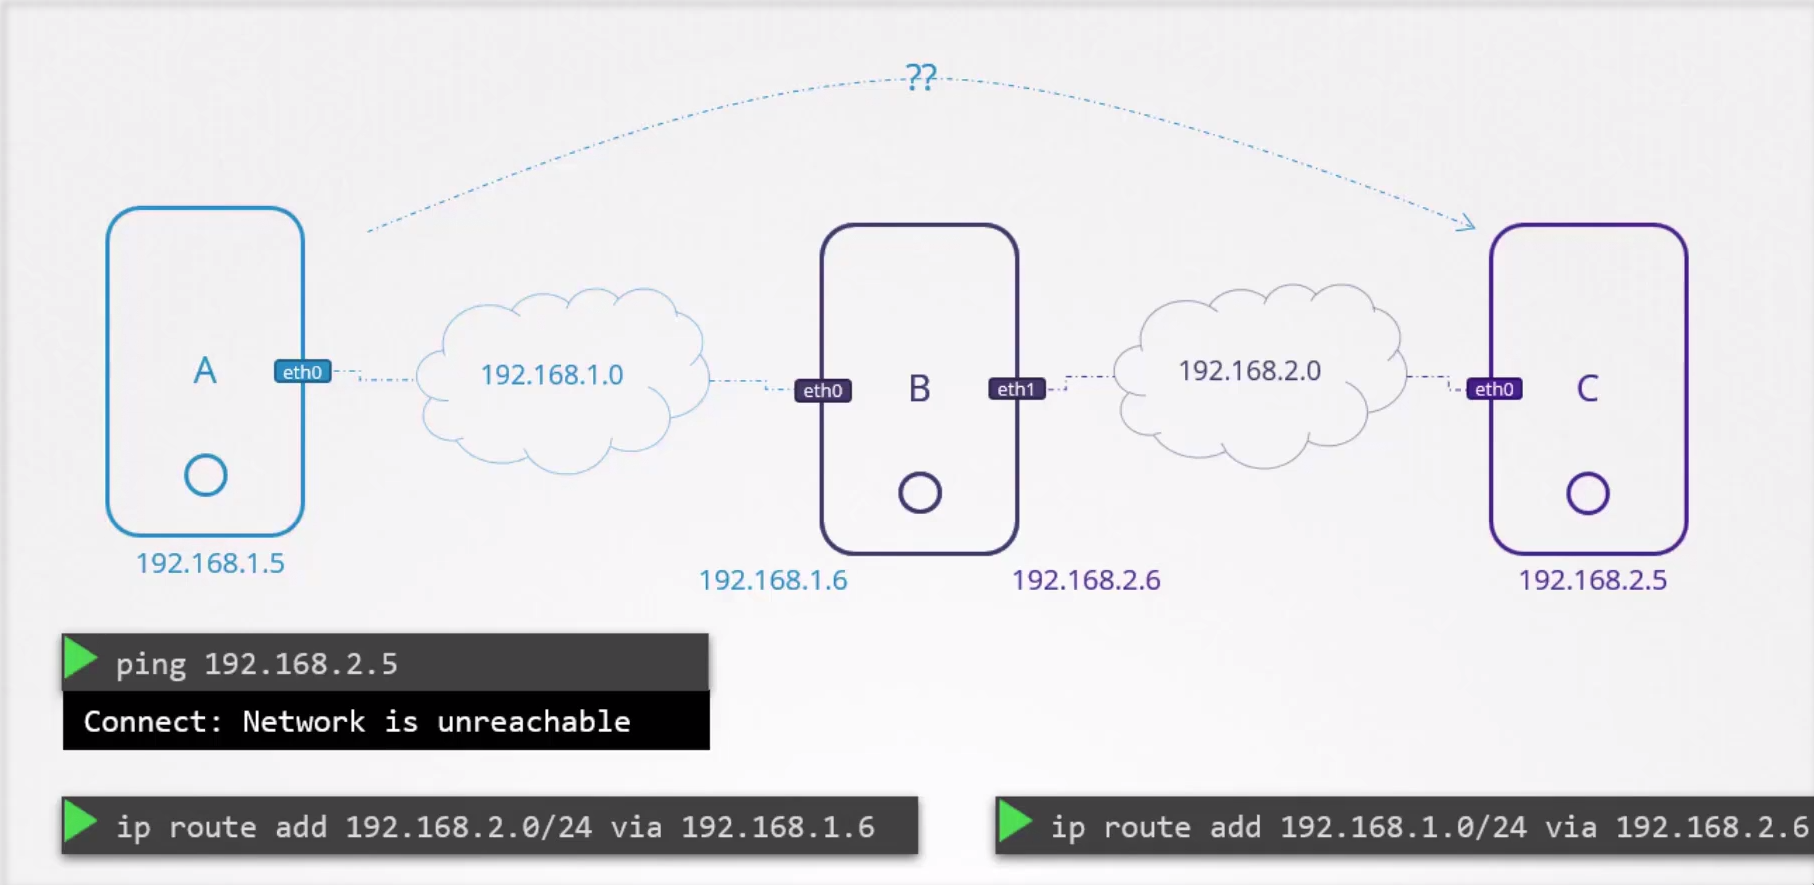 ??
A
eth0
192.168.1.0
eth0
B
eth1
192.168.2.0
eth0
C
192.168.1.5
192.168.1.6
192.168.2.6
192.168.2.5
ping 192.168.2.5
Connect: Network is unreachable
ip route add 192.168.2.0/24 via 192.168.1.6
ip route add 192.168.1.0/24 via 192.168.2.6